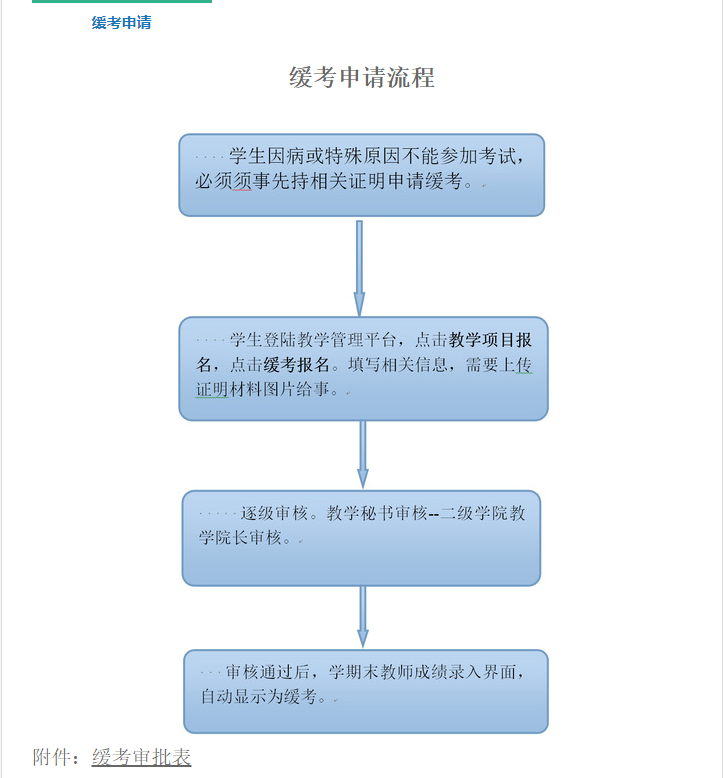 缓考申请
缓考申请流程
学生因病或特殊原因不能参加考试，
必须须事先持相关证明申请缓考。
学生登陆教学管理平台，点击教学项目报
名，点击缓考报名。填写相关信息，需要上传
证明材料图片给事。
逐级审核。教学秘书审核--二级学院教
学院长审核。
审核通过后，学期末教师成绩录入界面，
自动显示为缓考。
附件：缓考审批表